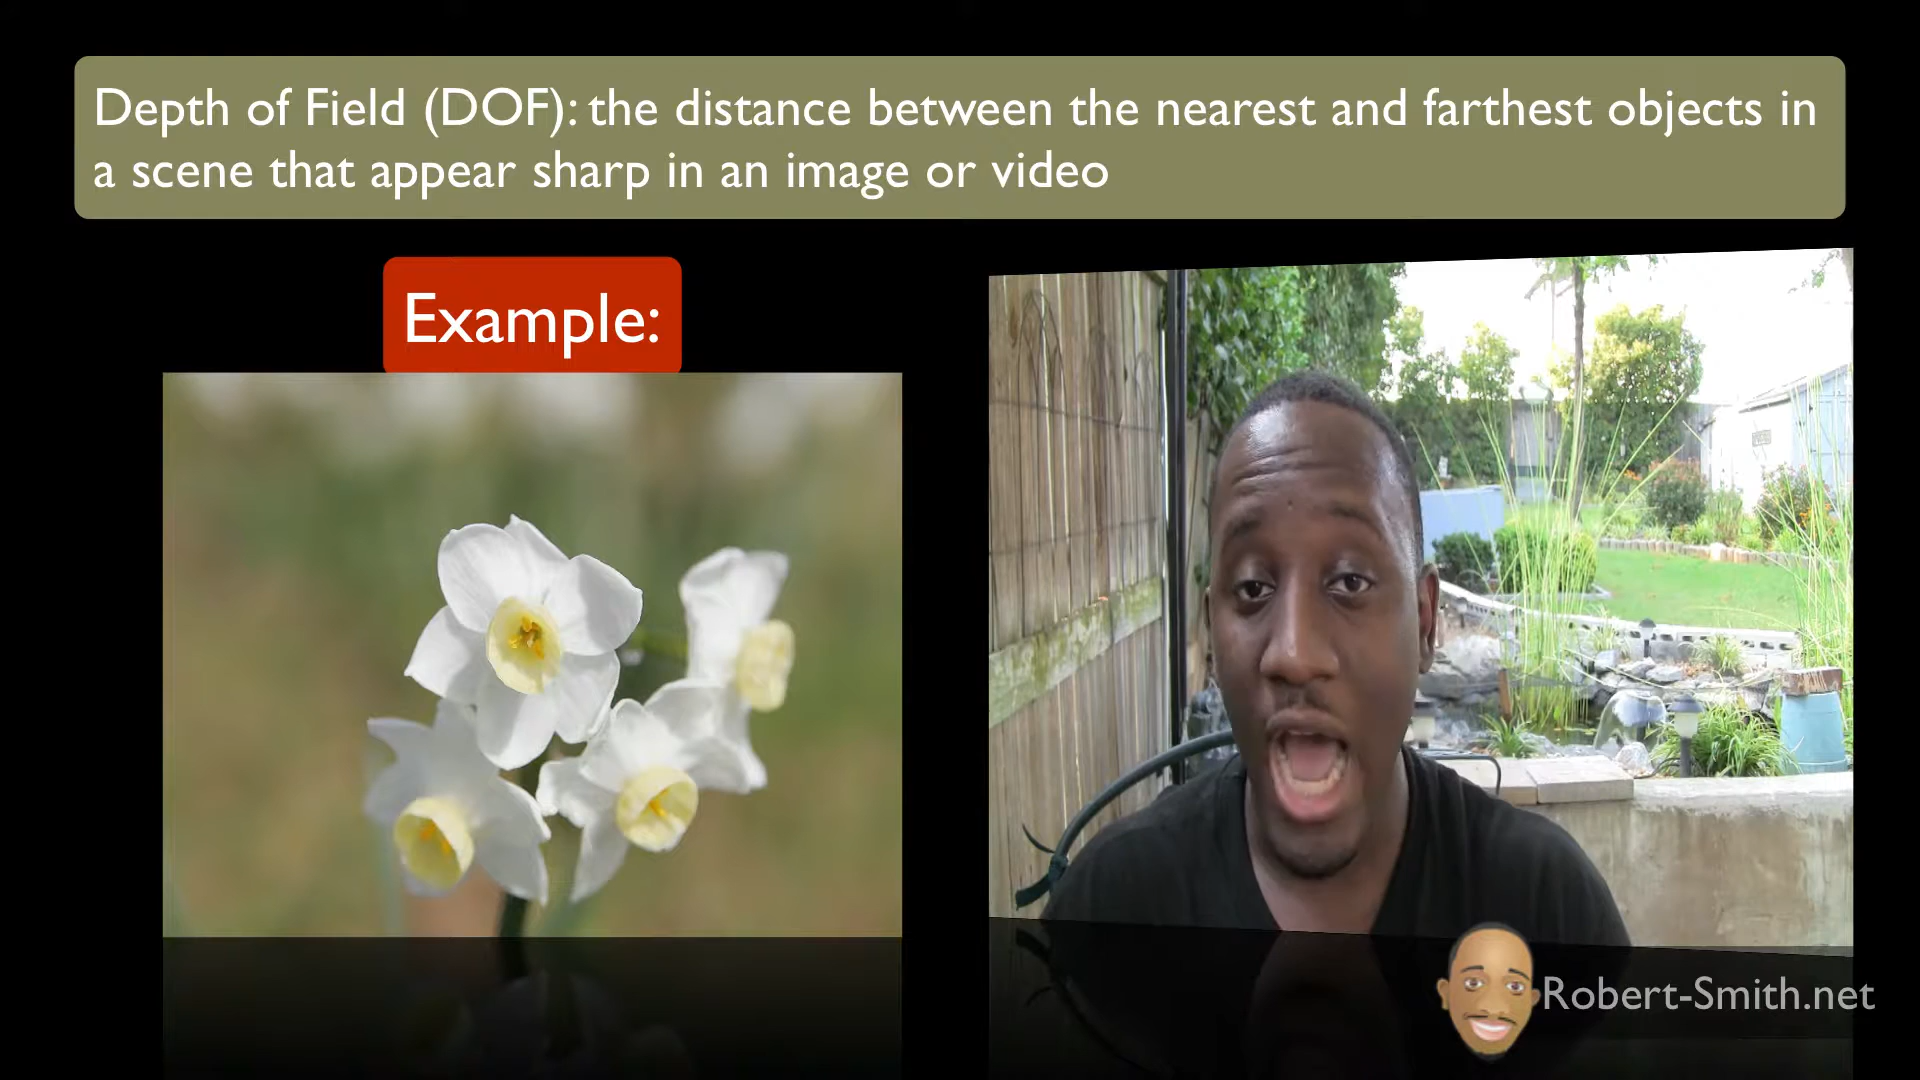 Depth of Field (DOF): the distance between the nearest and farthest objects in
a scene that appear sharp in an image or video
Example:
Robert-Smith.net